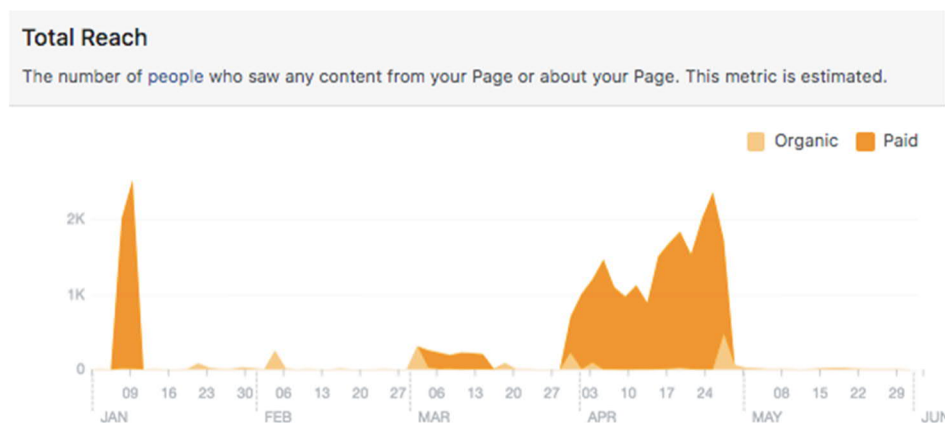 Total Reach
The number of people who saw any content from your Page or about your Page. This metric is estimated.
Organic Paid
2K
1K
0
09 16 23 30 06 13 20 27 06 13 20 27 03 10 17 24 08 15 22 29
JAN FEB MAR APR MAY JUN